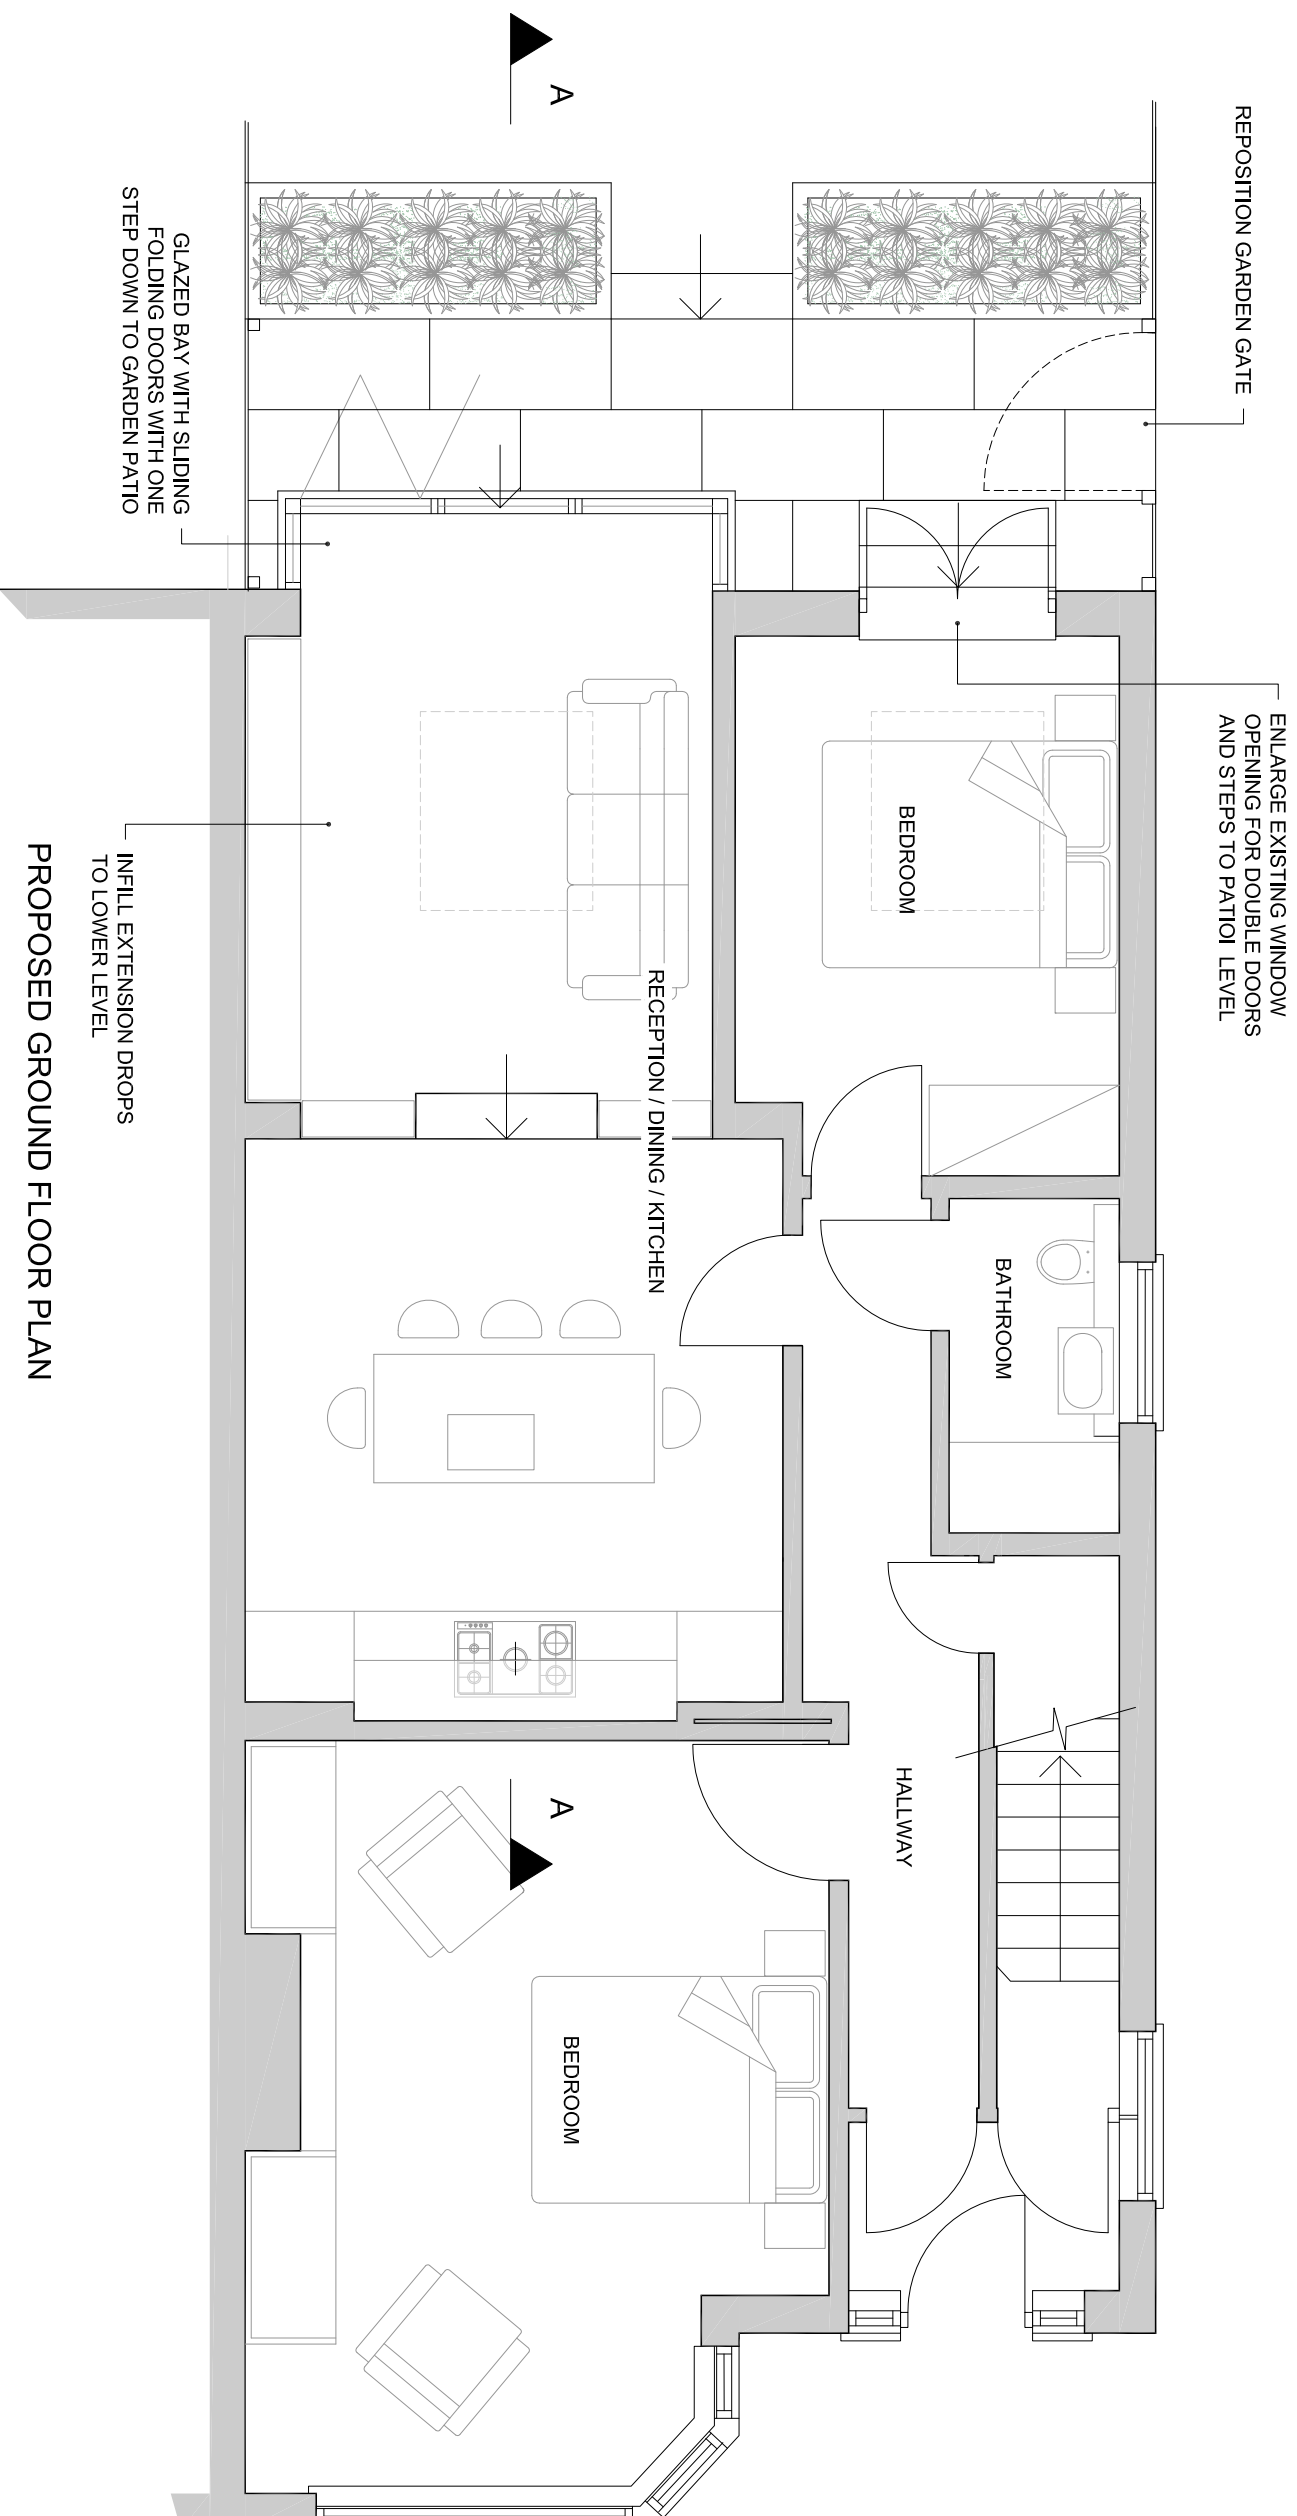 REPOSITION GARDEN GATE
ENLARGE EXISTING WINDOW
OPENING FOR DOUBLE DOORS
AND STEPS TO PATIOI LEVEL
BEDROOM
BATHROOM
HALLWAY
RECEPTION / DINING / KITCHEN
A
A
BEDROOM
GLAZED BAY WITH SLIDING
FOLDING DOORS WITH ONE
STEP DOWN TO GARDEN PATIO
INFILL EXTENSION DROPS
TO LOWER LEVEL
PROPOSED GROUND FLOOR PLAN